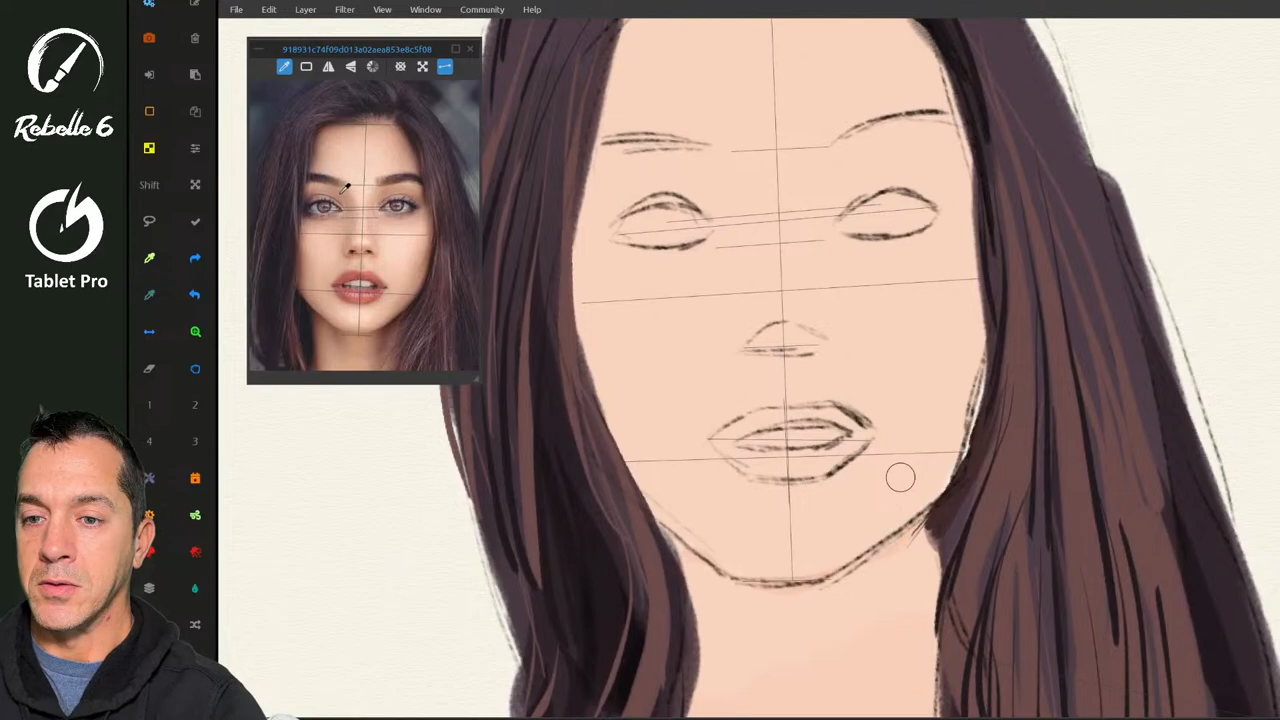 File Edit Layer Filter View Window Community Help
918931c74f09d013a02aea853e8c5f08
Rebelle 6
Tablet Pro
Shift
1 2
4 3